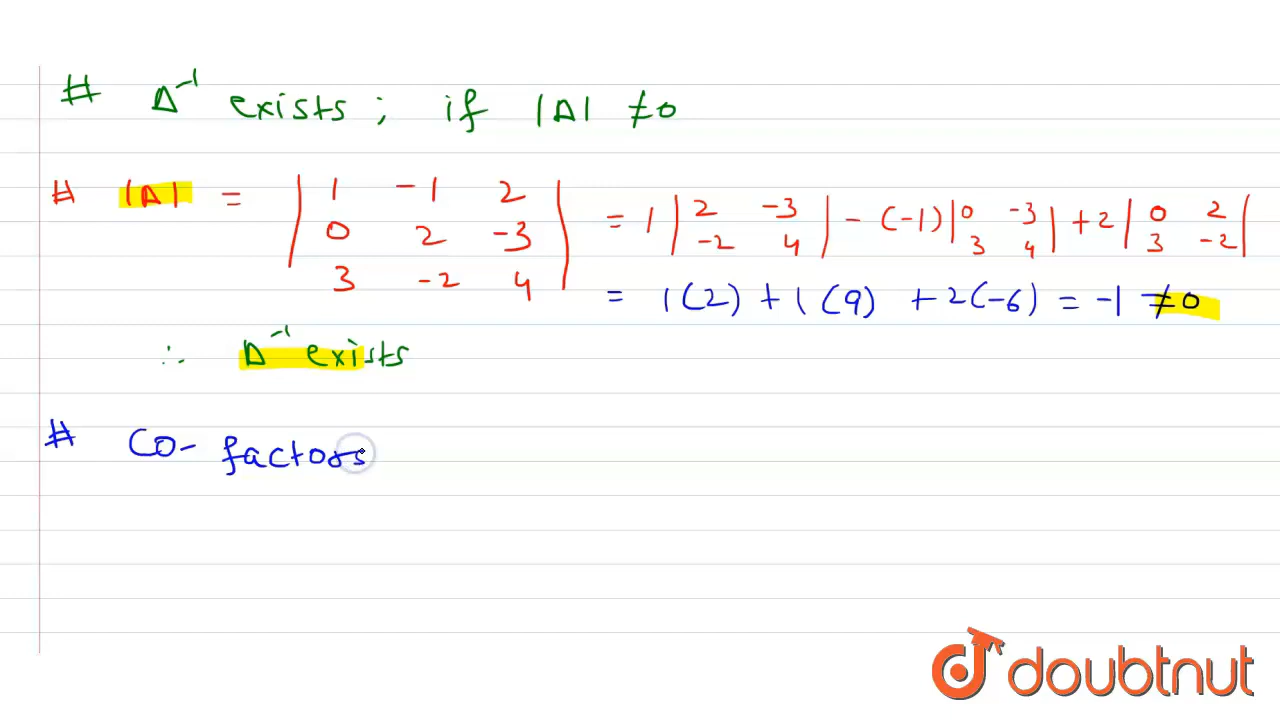 # A⁻¹ exists; if |A| ≠0
# |A| = | 1 -1 2 | = 1 | 2 -3 | - (-1) | 0 -3 | + 2 | 0 2 |
| 0 2 -3 | | -2 4 | | 3 4 | | 3 -2 |
| 3 -2 4 |
= 1(2) + 1(9) + 2(-6) = -1 ≠0
∴ A⁻¹ exists
# Co-factors
doubtnut